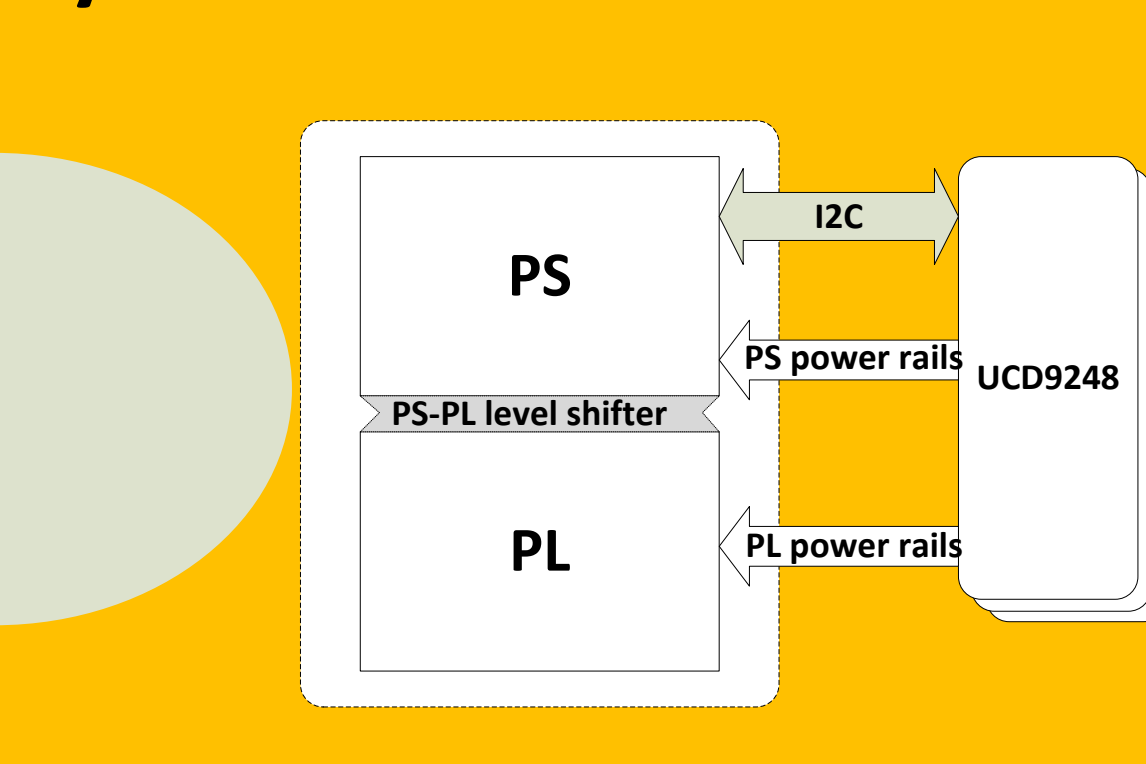 I2C
PS
PS power rails
UCD9248
PS-PL level shifter
PL power rails
PL